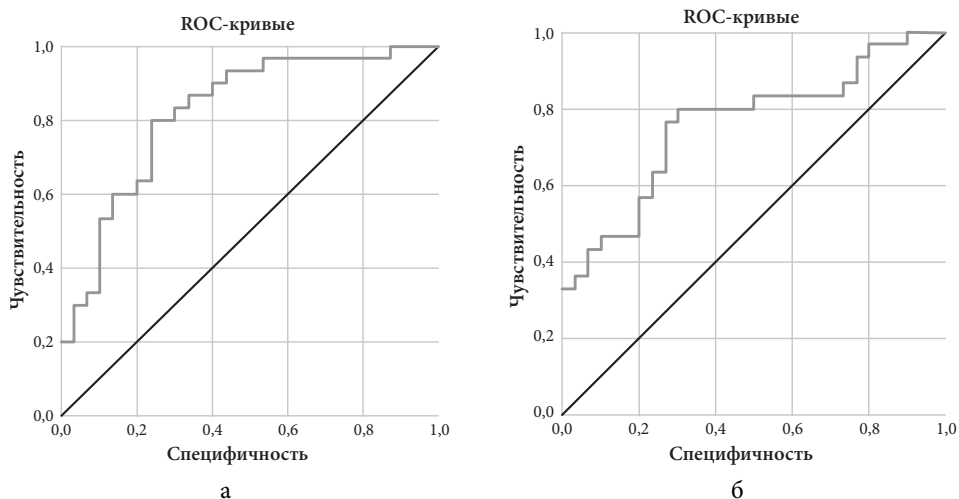 ROC-кривые
1,0
0,8
0,6
0,4
0,2
0,0
Чувствительность
0,0 0,2 0,4 0,6 0,8 1,0
Специфичность
а
ROC-кривые
1,0
0,8
0,6
0,4
0,2
0,0
Чувствительность
0,0 0,2 0,4 0,6 0,8 1,0
Специфичность
б